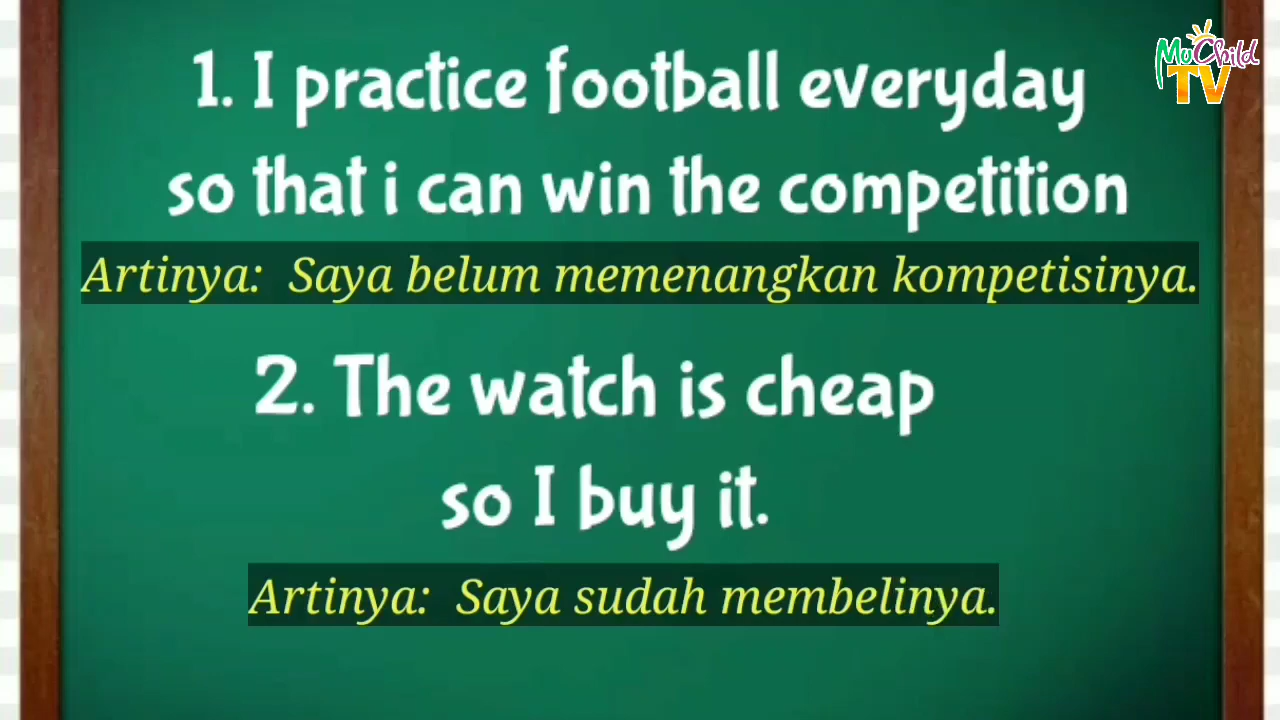 MuChild
TV
1. I practice football everyday
so that i can win the competition
Artinya: Saya belum memenangkan kompetisinya.
2. The watch is cheap
so I buy it.
Artinya: Saya sudah membelinya.